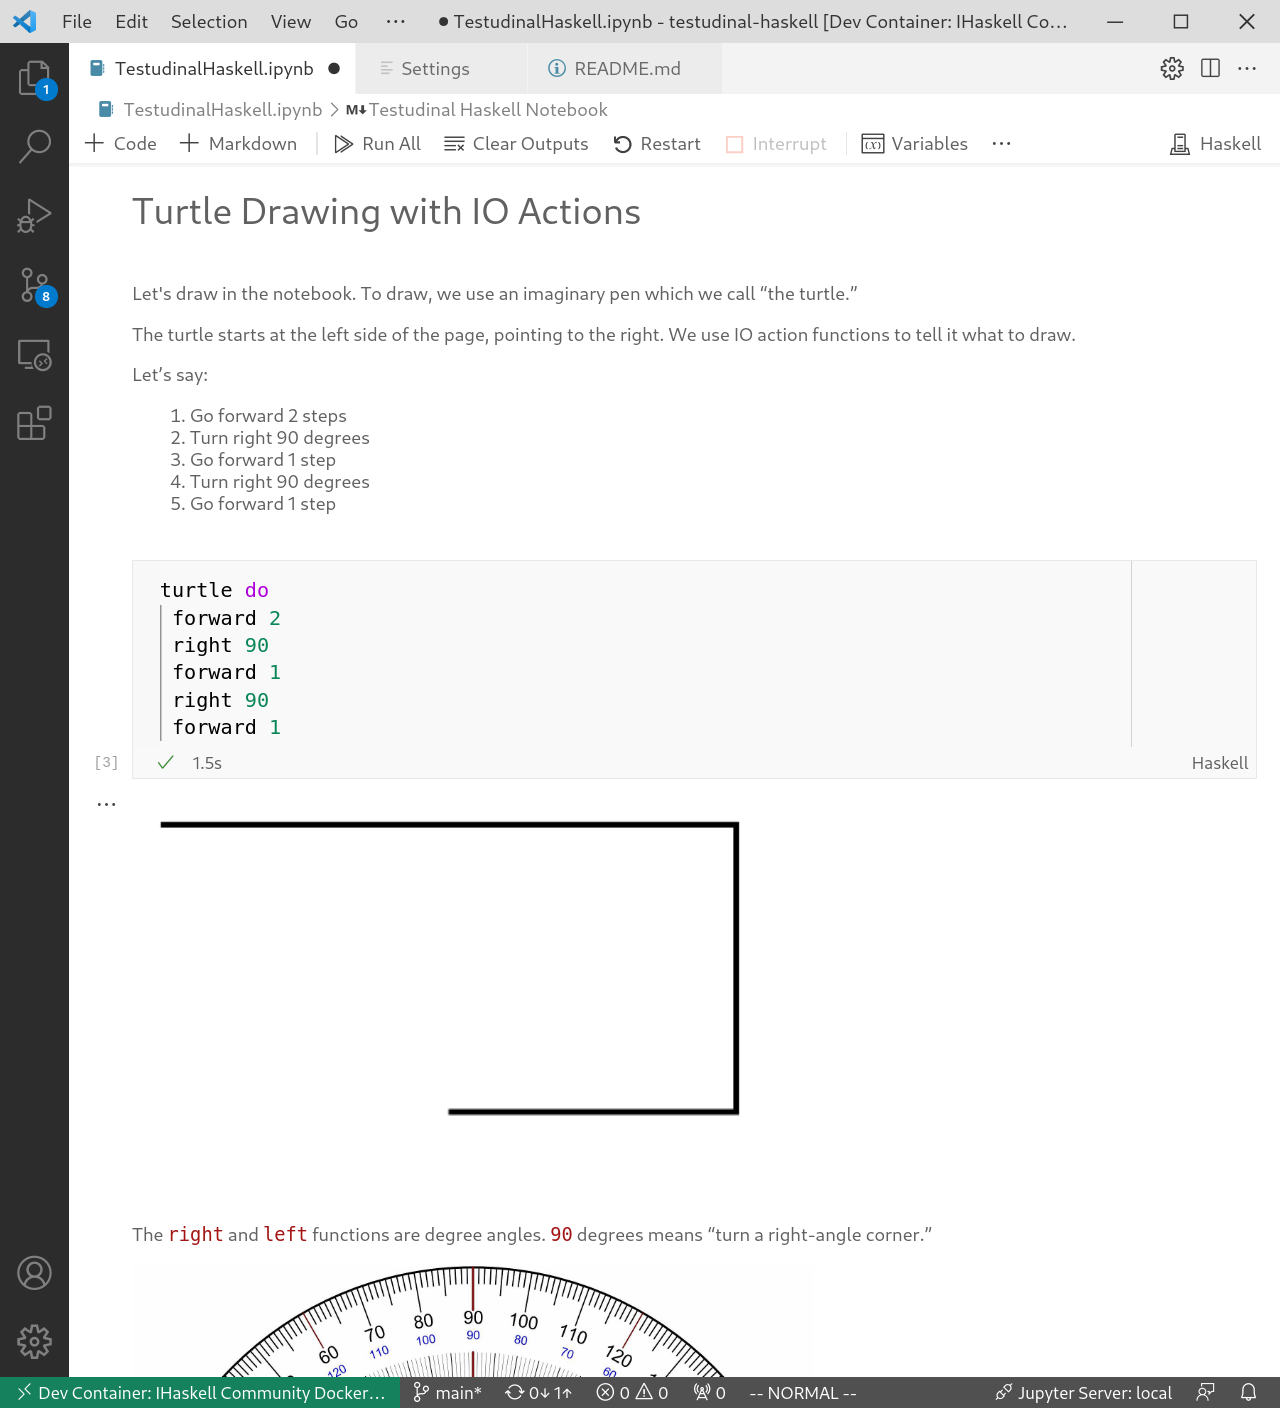 File Edit Selection View Go ··· ● TestudinalHaskell.ipynb - testudinal-haskell [Dev Container: IHaskell Co…
TestudinalHaskell.ipynb ● Settings README.md
TestudinalHaskell.ipynb > M↓ Testudinal Haskell Notebook
+ Code + Markdown Run All Clear Outputs Restart Interrupt Variables ··· Haskell
1
8
Turtle Drawing with IO Actions
Let's draw in the notebook. To draw, we use an imaginary pen which we call “the turtle.”
The turtle starts at the left side of the page, pointing to the right. We use IO action functions to tell it what to draw.
Let’s say:
1. Go forward 2 steps
2. Turn right 90 degrees
3. Go forward 1 step
4. Turn right 90 degrees
5. Go forward 1 step
turtle do
forward 2
right 90
forward 1
right 90
forward 1
[3] ✓ 1.5s Haskell
···
The right and left functions are degree angles. 90 degrees means “turn a right-angle corner.”
60 70 80 90 100 110 120
120 110 100 90 80 70 60
Dev Container: IHaskell Community Docker… main* 0↓ 1↑ 0 0 0 -- NORMAL -- Jupyter Server: local